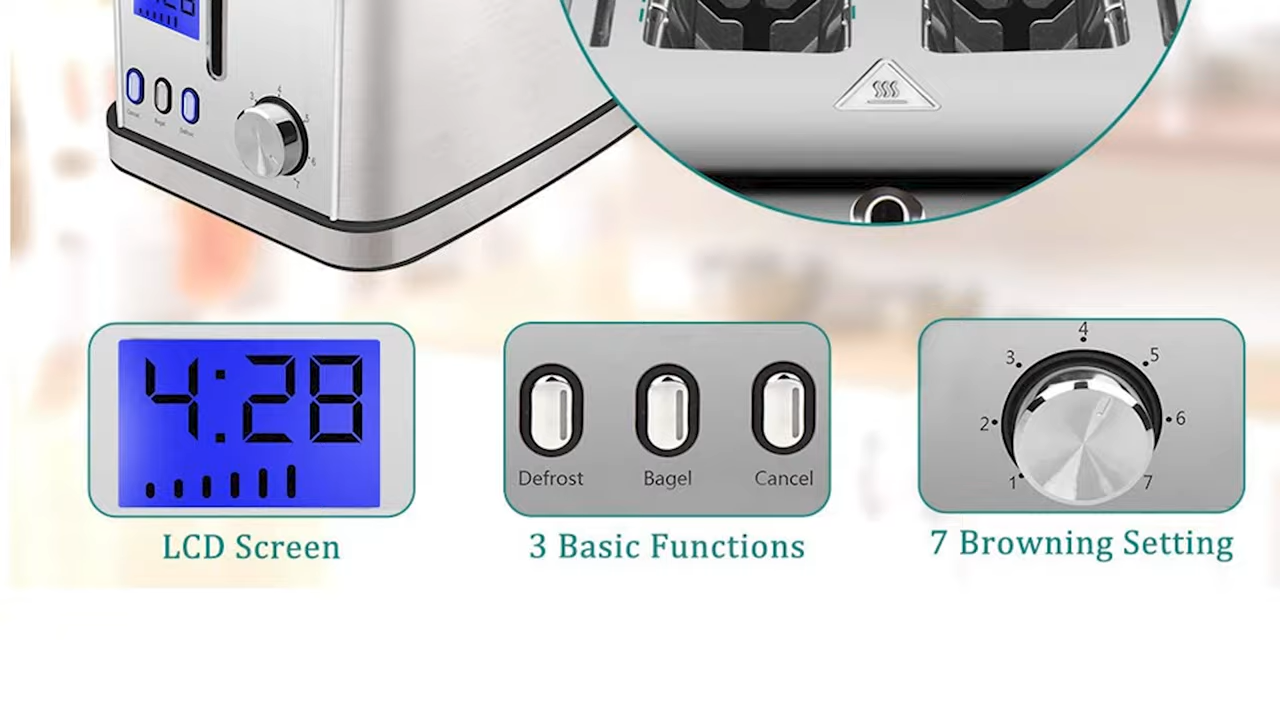 4:28
Defrost
Bagel
Cancel
1
2
3
4
5
6
7
LCD Screen
3 Basic Functions
7 Browning Setting